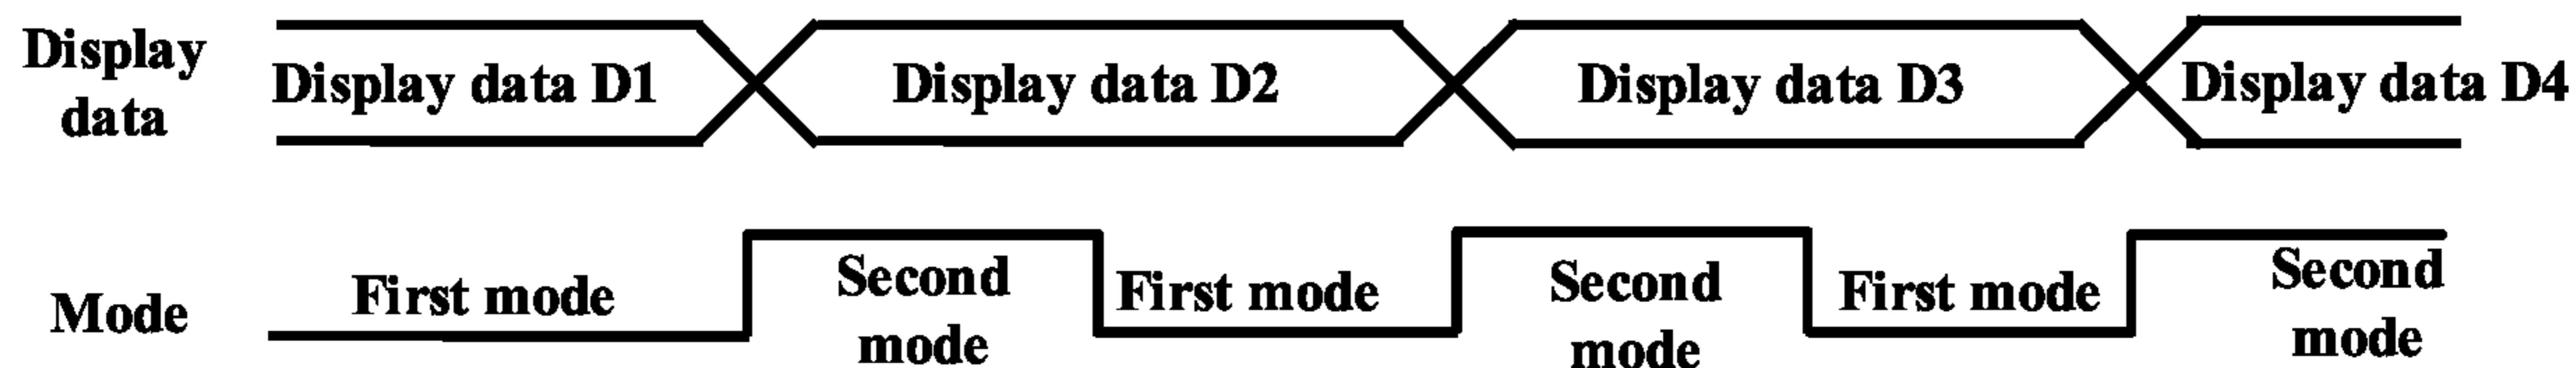 Display
data
Display data D1
Display data D2
Display data D3
Display data D4
Mode
First mode
Second
mode
First mode
Second
mode
First mode
Second
mode